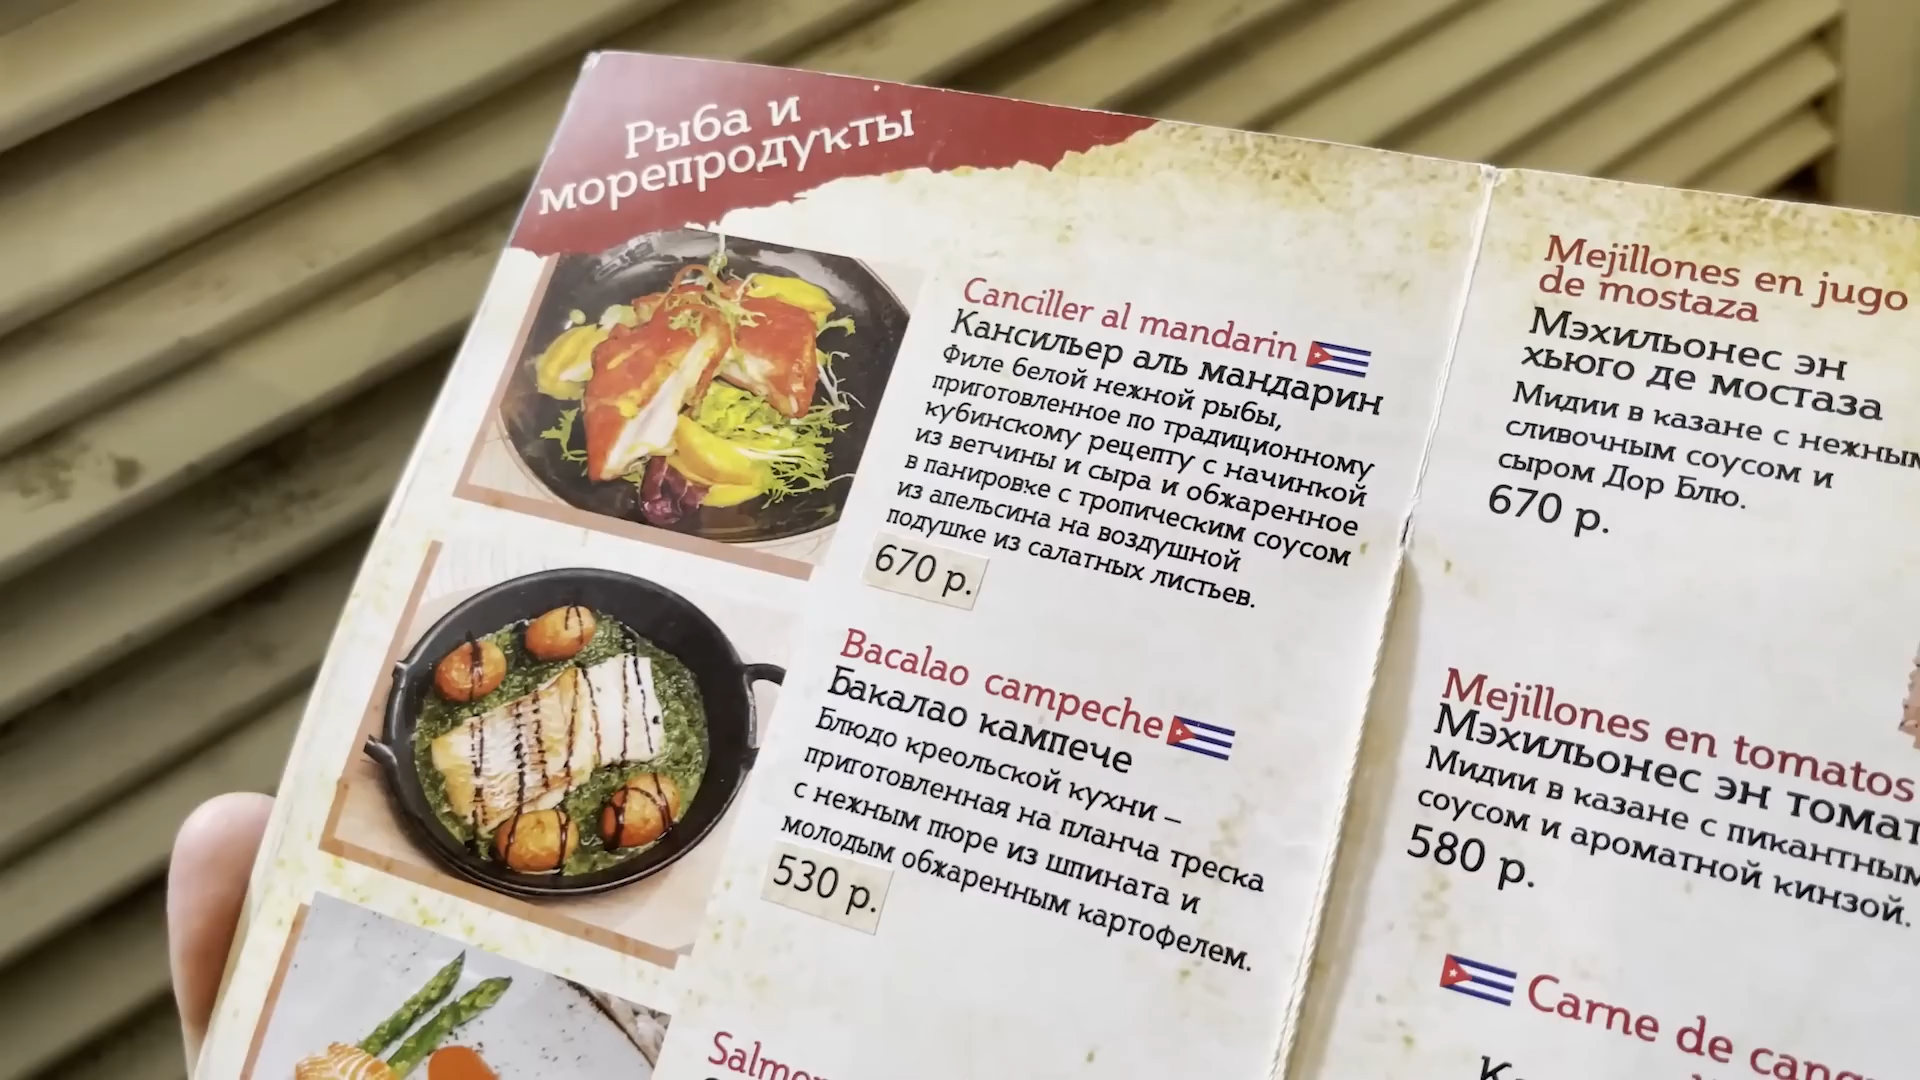 Рыба и
морепродукты
Canciller al mandarin
Кансильер аль мандарин
Филе белой нежной рыбы,
приготовленное по традиционному
кубинскому рецепту с начинкой
из ветчины и сыра и обжаренное
в панировке с тропическим соусом
из апельсина на воздушной
подушке из салатных листьев.
670 р.
Bacalao campeche
Бакалао кампече
Блюдо креольской кухни –
приготовленная на планча треска
с нежным пюре из шпината и
молодым обжаренным картофелем.
530 р.
Mejillones en jugo
de mostaza
Мэхильонес эн
хьюго де мостаза
Мидии в казане с
сливочным соусом и
сыром Дор Блю.
670 р.
Mejillones en tomatos
Мэхильонес эн
Мидии в казане с
соусом и ароматной кинзой.
580 р.
Carne de